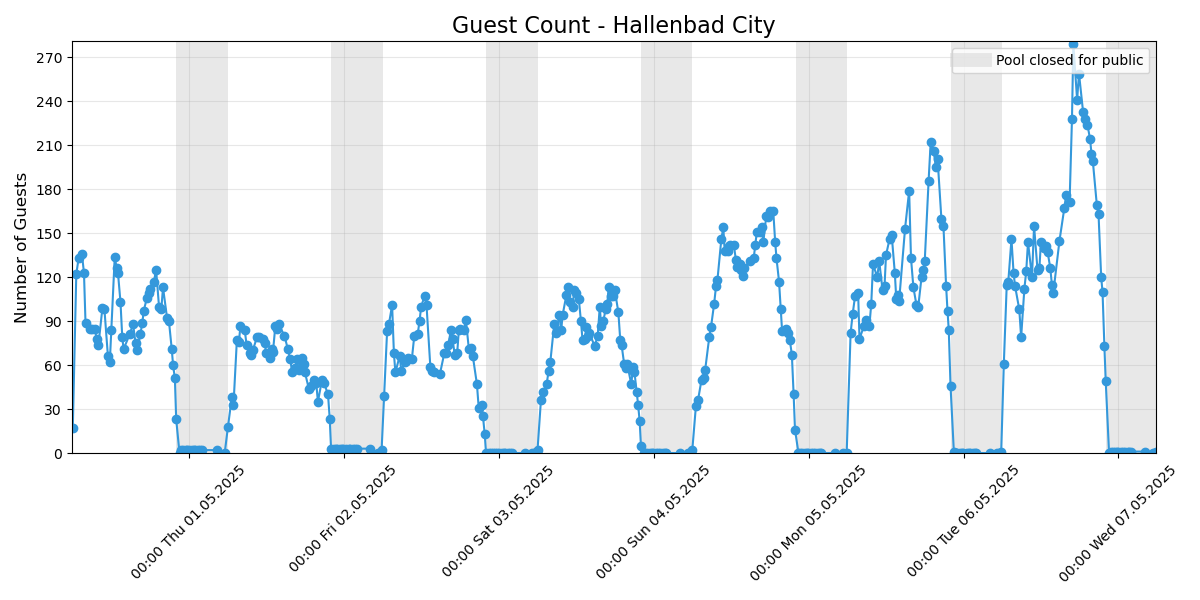 Guest Count - Hallenbad City
Pool closed for public
Number of Guests
270
240
210
180
150
120
90
60
30
0
00:00 Thu 01.05.2025
00:00 Fri 02.05.2025
00:00 Sat 03.05.2025
00:00 Sun 04.05.2025
00:00 Mon 05.05.2025
00:00 Tue 06.05.2025
00:00 Wed 07.05.2025